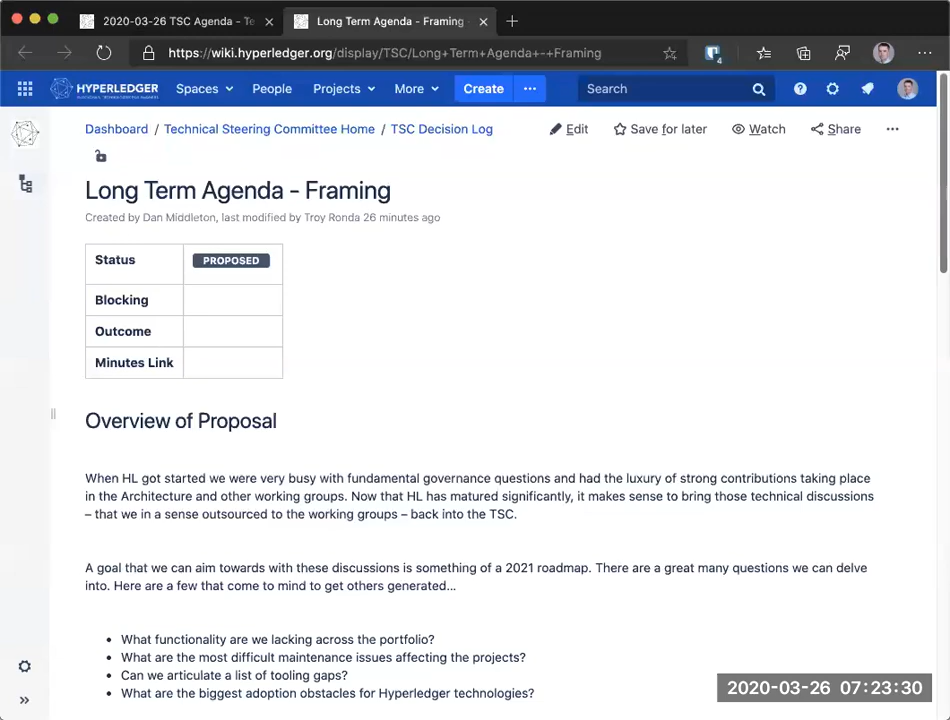 2020-03-26 TSC Agenda - Te
Long Term Agenda - Framing
https://wiki.hyperledger.org/display/TSC/Long+Term+Agenda+-+Framing
4
HYPERLEDGER
Spaces
People
Projects
More
Create
Search
Dashboard / Technical Steering Committee Home / TSC Decision Log
Edit
Save for later
Watch
Share
Long Term Agenda - Framing
Created by Dan Middleton, last modified by Troy Ronda 26 minutes ago
Status PROPOSED
Blocking
Outcome
Minutes Link
Overview of Proposal
When HL got started we were very busy with fundamental governance questions and had the luxury of strong contributions taking place
in the Architecture and other working groups. Now that HL has matured significantly, it makes sense to bring those technical discussions
– that we in a sense outsourced to the working groups – back into the TSC.
A goal that we can aim towards with these discussions is something of a 2021 roadmap. There are a great many questions we can delve
into. Here are a few that come to mind to get others generated...
• What functionality are we lacking across the portfolio?
• What are the most difficult maintenance issues affecting the projects?
• Can we articulate a list of tooling gaps?
• What are the biggest adoption obstacles for Hyperledger technologies?
2020-03-26 07:23:30